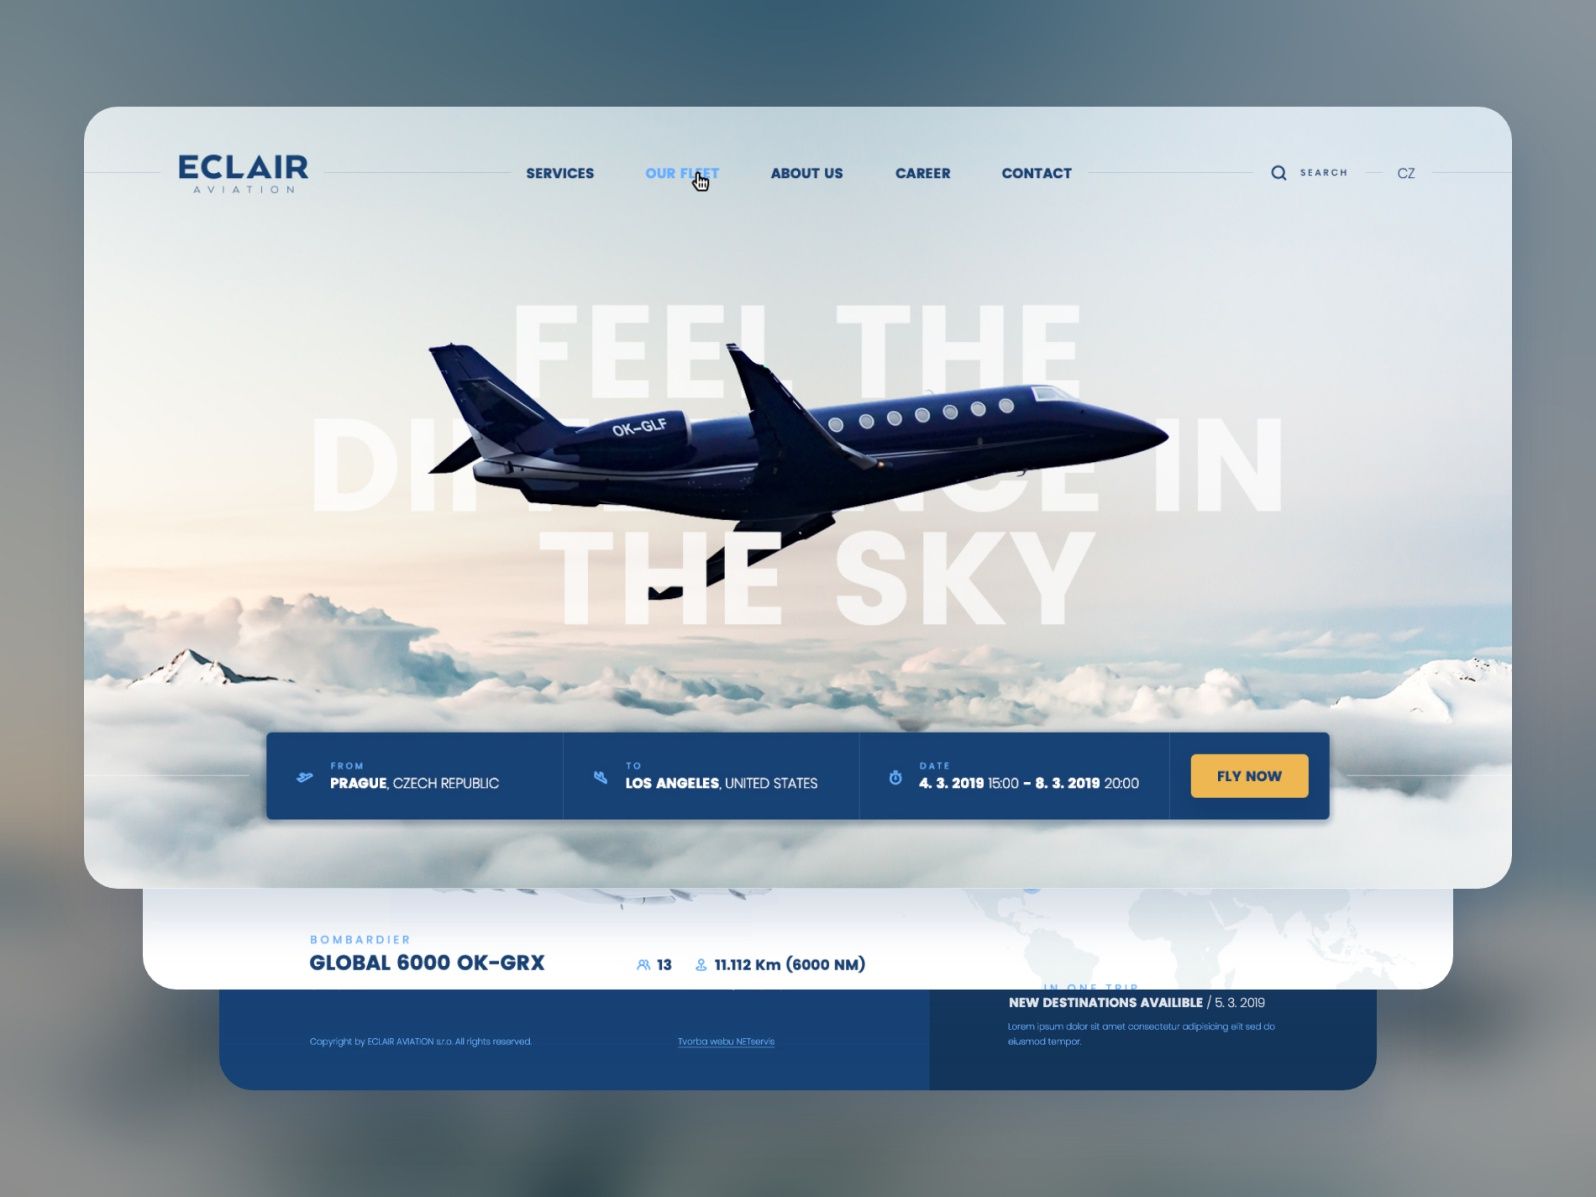 ECLAIR
AVIATION
SERVICES
OUR FLEET
ABOUT US
CAREER
CONTACT
SEARCH
CZ
FEEL THE
IN
THE SKY
OK-GLF
FROM
PRAGUE, CZECH REPUBLIC
TO
LOS ANGELES, UNITED STATES
DATE
4. 3. 2019 15:00 – 8. 3. 2019 20:00
FLY NOW
BOMBARDIER
GLOBAL 6000 OK-GRX
13
11.112 Km (6000 NM)
IN ONE TRIP
NEW DESTINATIONS AVAILIBLE / 5. 3. 2019
Lorem ipsum dolor sit amet consectetur adipisicing elit sed do
eiusmod tempor.
Copyright by ECLAIR AVIATION s.r.o. All rights reserved.
Tvorba webu NETservis